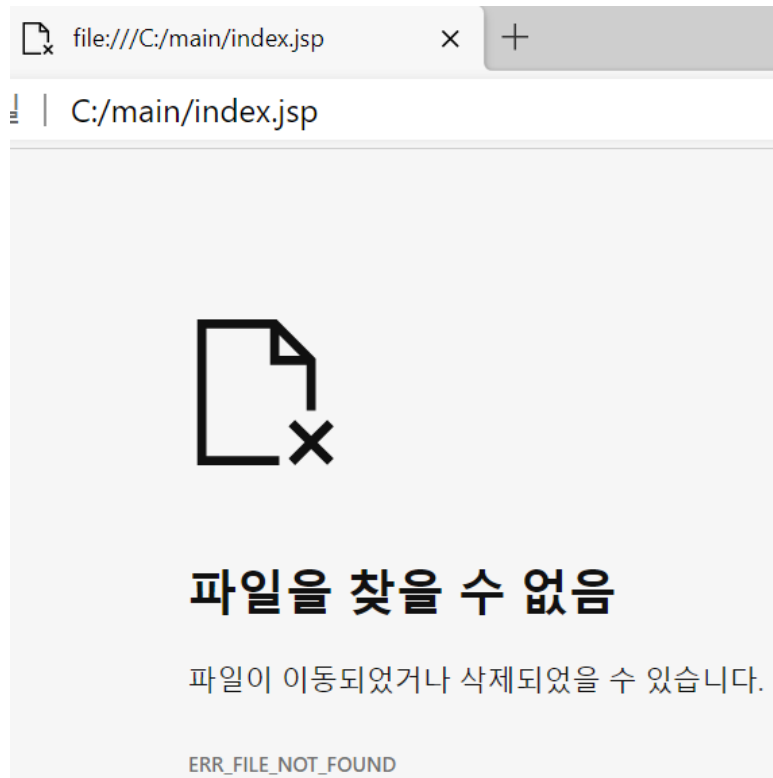 file:///C:/main/index.jsp
C:/main/index.jsp
파일을 찾을 수 없음
파일이 이동되었거나 삭제되었을 수 있습니다.
ERR_FILE_NOT_FOUND